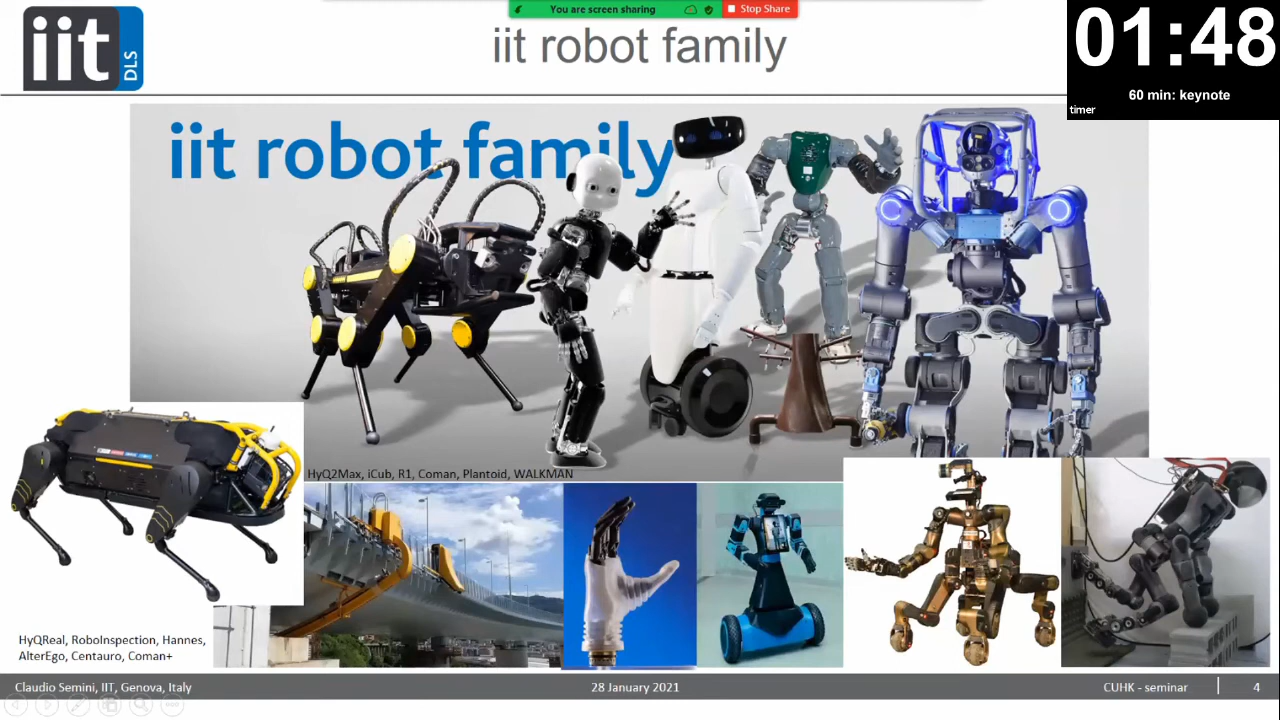 You are screen sharing
Stop Share
iit
DLS
iit robot family
01:48
60 min: keynote
timer
iit robot family
HyQ2Max, iCub, R1, Coman, Plantoid, WALKMAN
HyQReal, RoboInspection, Hannes,
AlterEgo, Centauro, Coman+
Claudio Semini, IIT, Genova, Italy
28 January 2021
CUHK - seminar
4